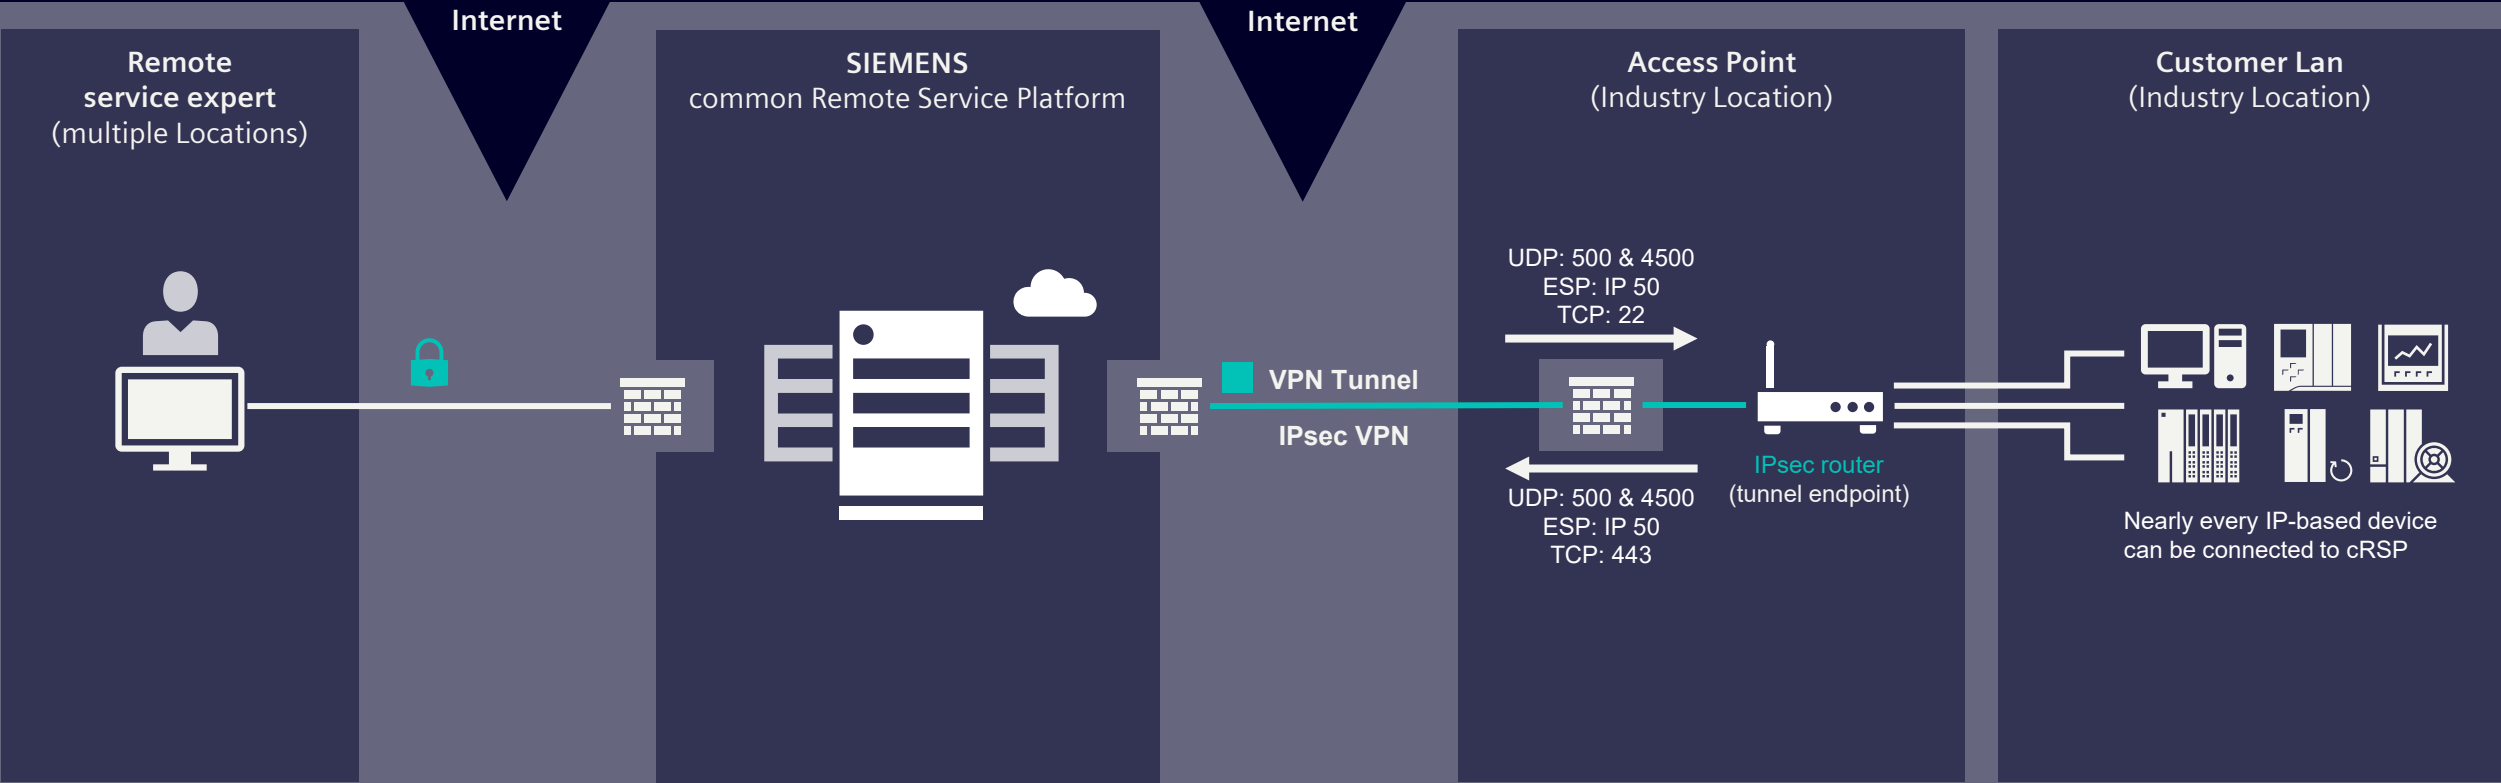 Internet
Internet
Remote
service expert
(multiple Locations)
SIEMENS
common Remote Service Platform
Access Point
(Industry Location)
Customer Lan
(Industry Location)
UDP: 500 & 4500
ESP: IP 50
TCP: 22
VPN Tunnel
IPsec VPN
UDP: 500 & 4500
ESP: IP 50
TCP: 443
IPsec router
(tunnel endpoint)
Nearly every IP-based device
can be connected to cRSP